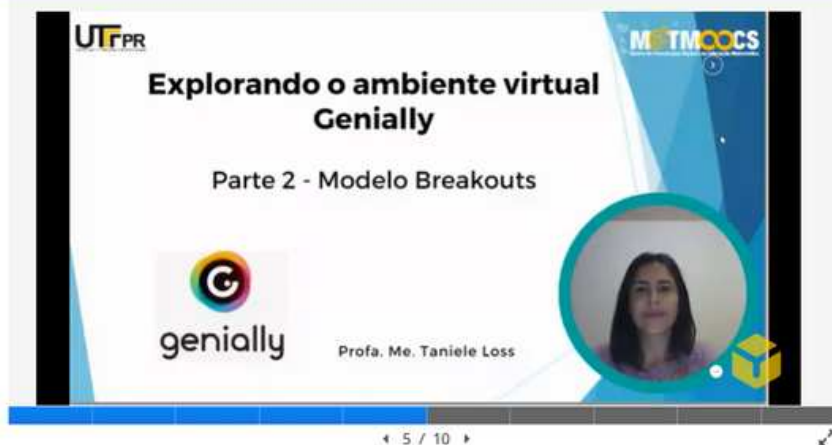 UTFPR
MATMOOCS
Explorando o ambiente virtual
Genially
Parte 2 - Modelo Breakouts
G
genially
Profa. Me. Taniele Loss
5 / 10